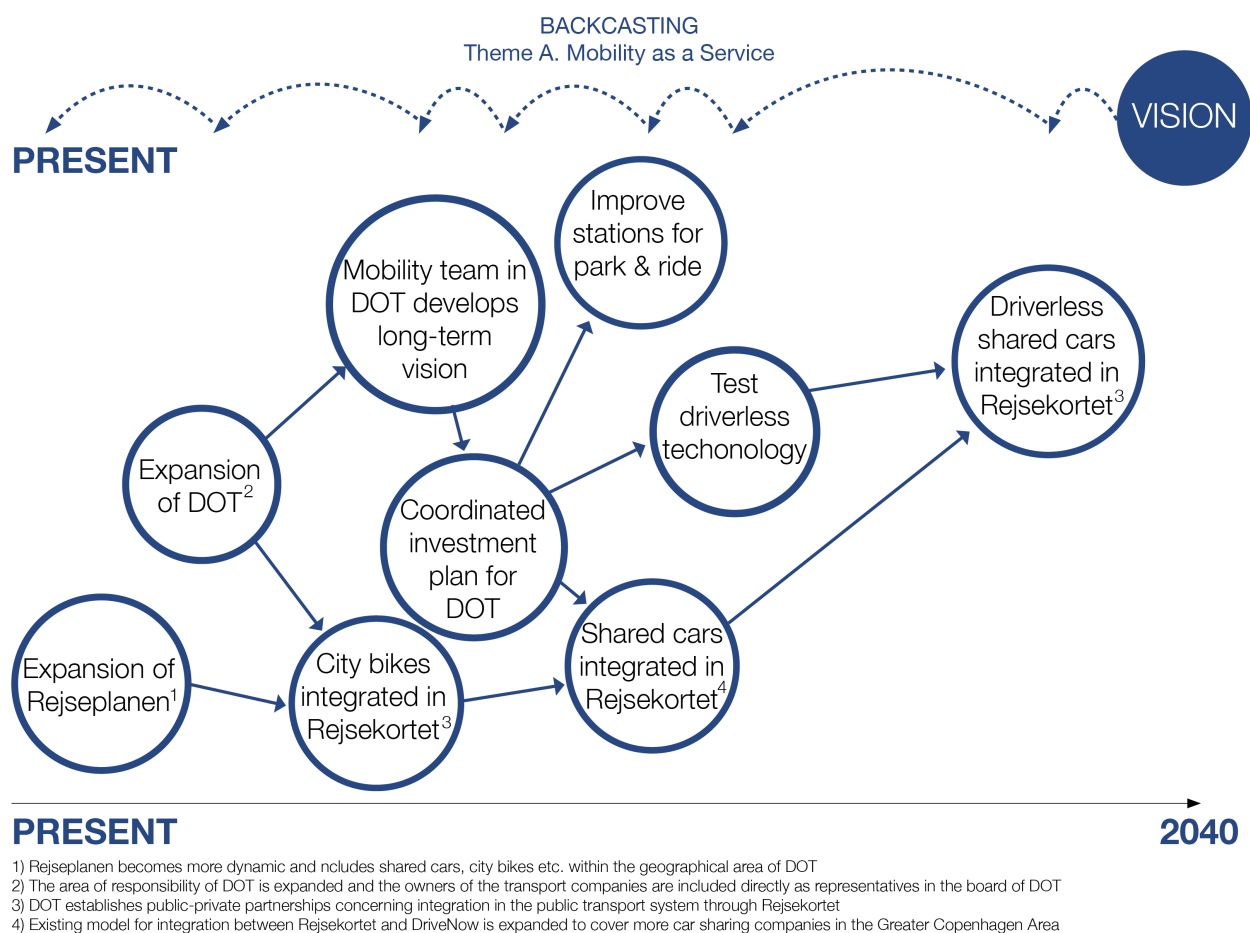 BACKCASTING
Theme A. Mobility as a Service
VISION
PRESENT
Improve
stations for
park & ride
Mobility team in
DOT develops
long-term
vision
Driverless
shared cars
integrated in
Rejsekortet3
Test
driverless
techonology
Expansion
of DOT2
Coordinated
investment
plan for
DOT
Shared cars
integrated in
Rejsekortet4
Expansion of
Rejseplanen1
City bikes
integrated in
Rejsekortet3
PRESENT
2040
1) Rejseplanen becomes more dynamic and ncludes shared cars, city bikes etc. within the geographical area of DOT
2) The area of responsibility of DOT is expanded and the owners of the transport companies are included directly as representatives in the board of DOT
3) DOT establishes public-private partnerships concerning integration in the public transport system through Rejsekortet
4) Existing model for integration between Rejsekortet and DriveNow is expanded to cover more car sharing companies in the Greater Copenhagen Area